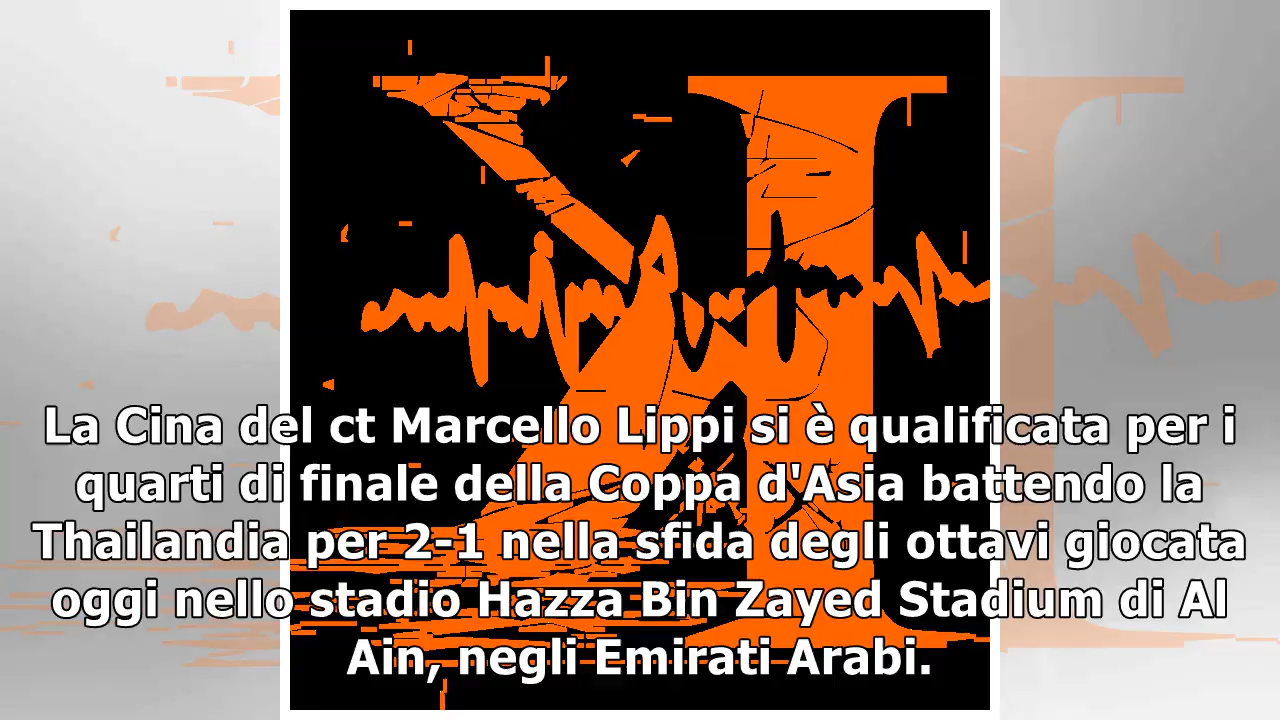 La Cina del ct Marcello Lippi si è qualificata per i
quarti di finale della Coppa d'Asia battendo la
Thailandia per 2-1 nella sfida degli ottavi giocata
oggi nello stadio Hazza Bin Zayed Stadium di Al
Ain, negli Emirati Arabi.